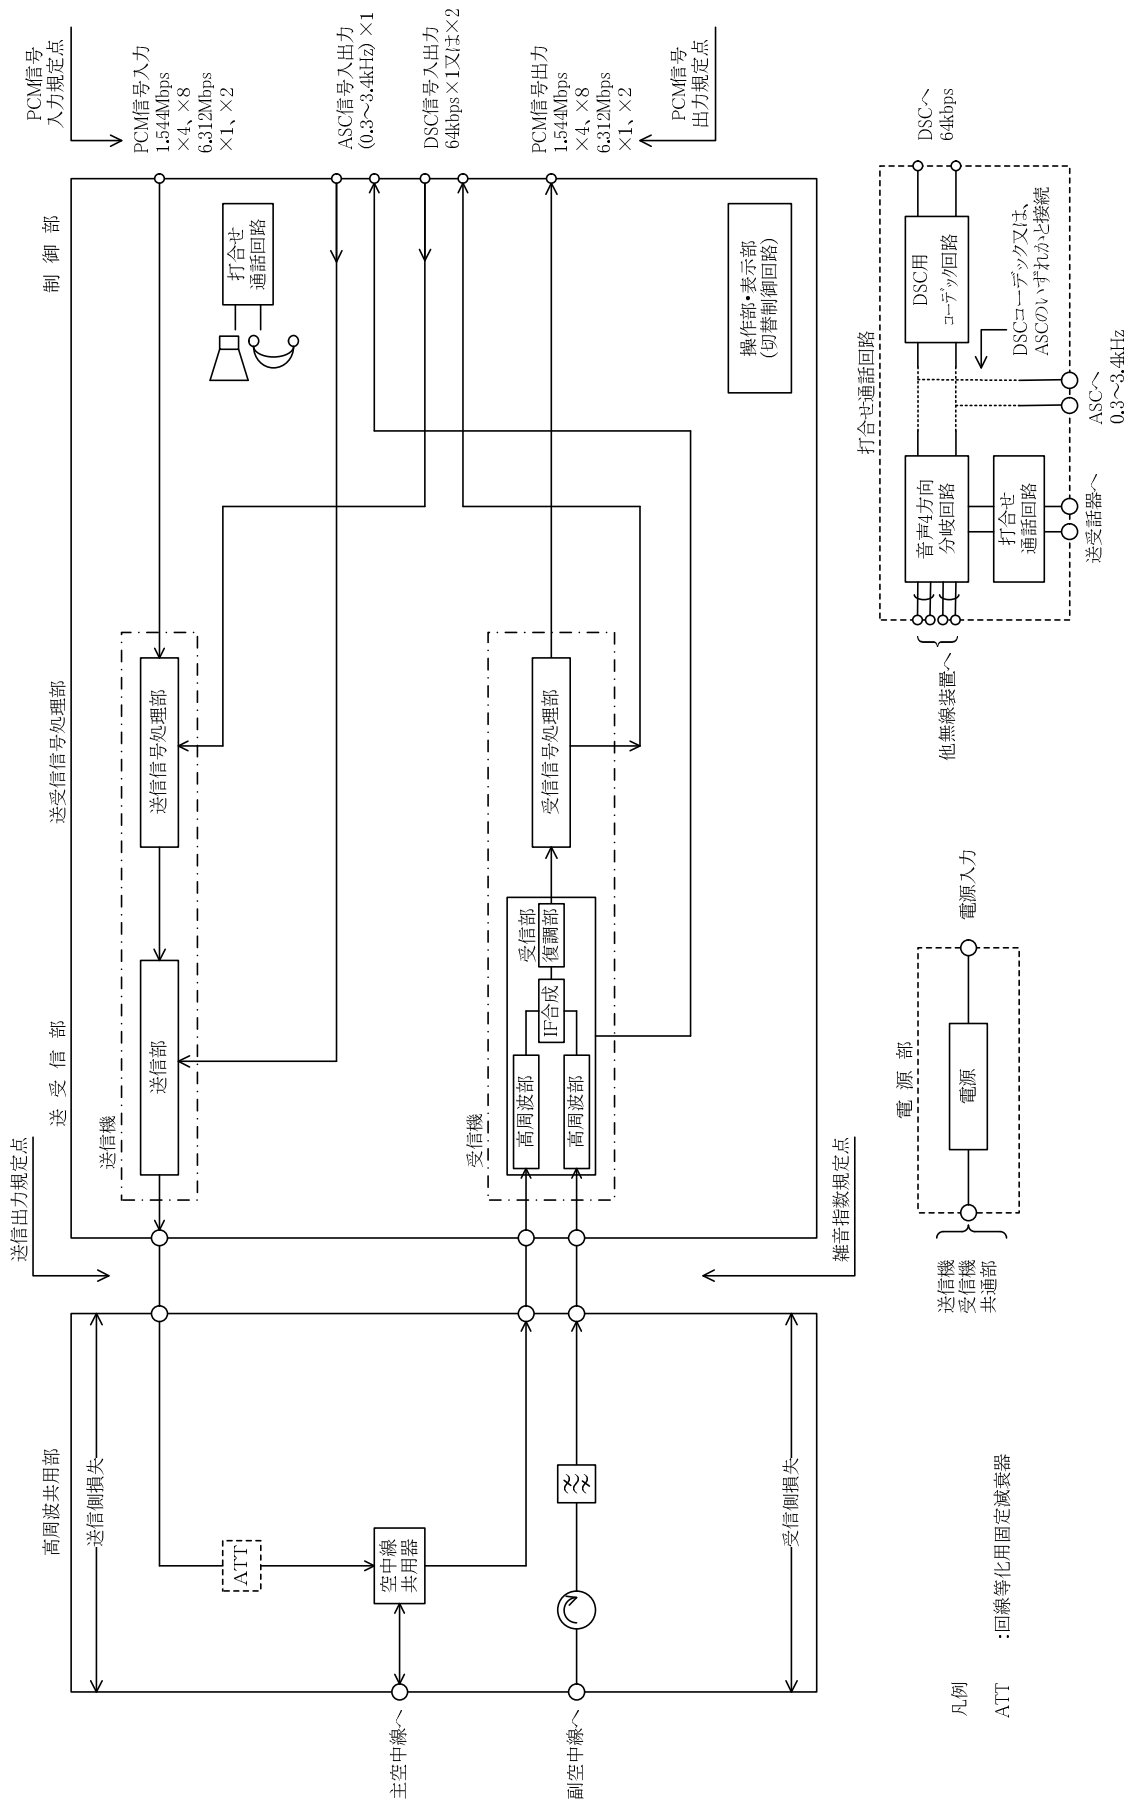 高周波共用部
送信側損失
ATT
空中線
共用器
主空中線へ
副空中線へ
受信側損失
送信出力規定点
雑音指数規定点
送受信部
送受信信号処理部
制御部
送信機
送信部
送信信号処理部
受信機
高周波部
高周波部
IF合成
受信部
復調部
受信信号処理部
打合せ
通話回路
操作部・表示部
(切替制御回路)
PCM信号
入力規定点
PCM信号入力
1.544Mbps
×4、×8
6.312Mbps
×1、×2
ASC信号入出力
(0.3～3.4kHz)×1
DSC信号入出力
64kbps×1又は×2
PCM信号出力
1.544Mbps
×4、×8
6.312Mbps
×1、×2
PCM信号
出力規定点
凡例
ATT :回線等化用固定減衰器
電源部
電源
送信機
受信機
共通部
電源入力
打合せ通話回路
他無線装置へ
音声4方向
分岐回路
打合せ
通話回路
送受話器へ
DSC用
コーデック回路
DSCコーデック又は、
ASCのいずれかと接続
ASCへ
0.3～3.4kHz
DSCへ
64kbps